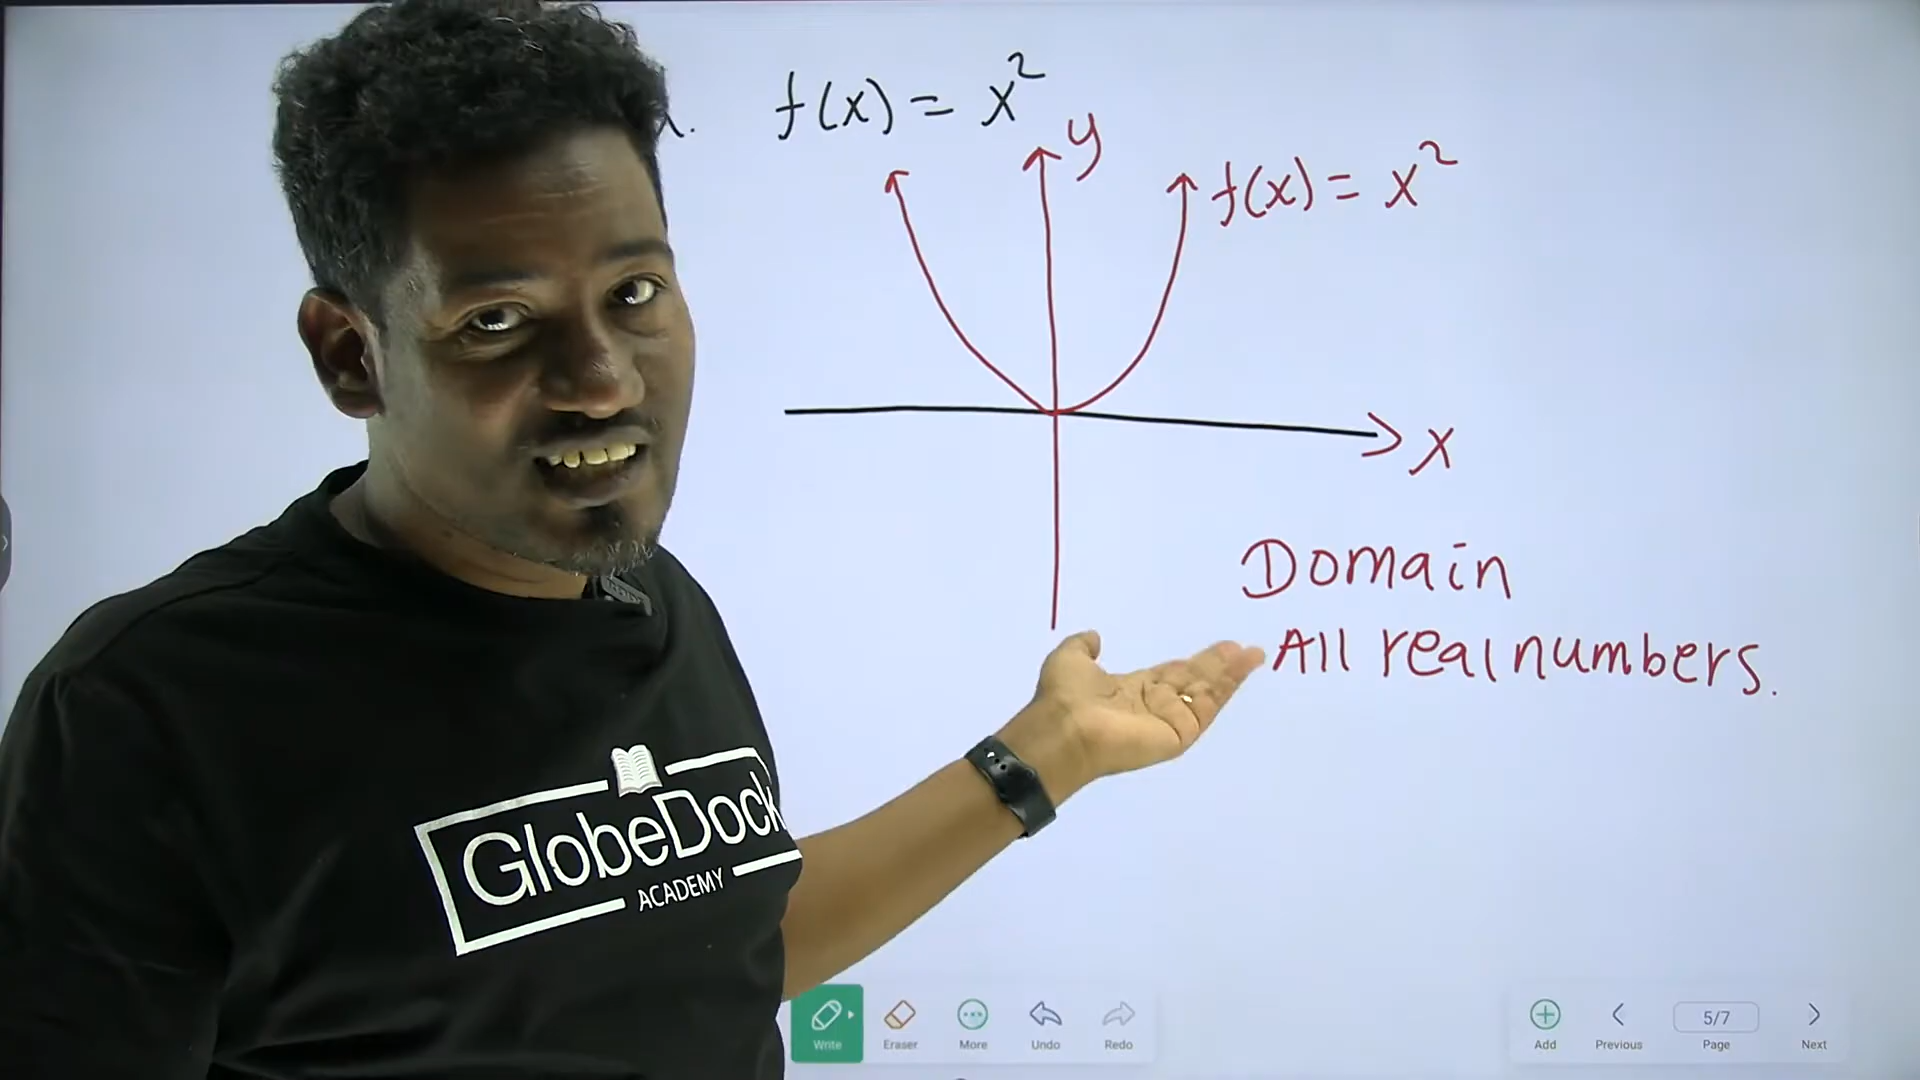 a. f(x) = x²
y
f(x) = x²
x
Domain
All real numbers.
GlobeDock
ACADEMY
Write Eraser More Undo Redo
Add Previous 5/7 Page Next